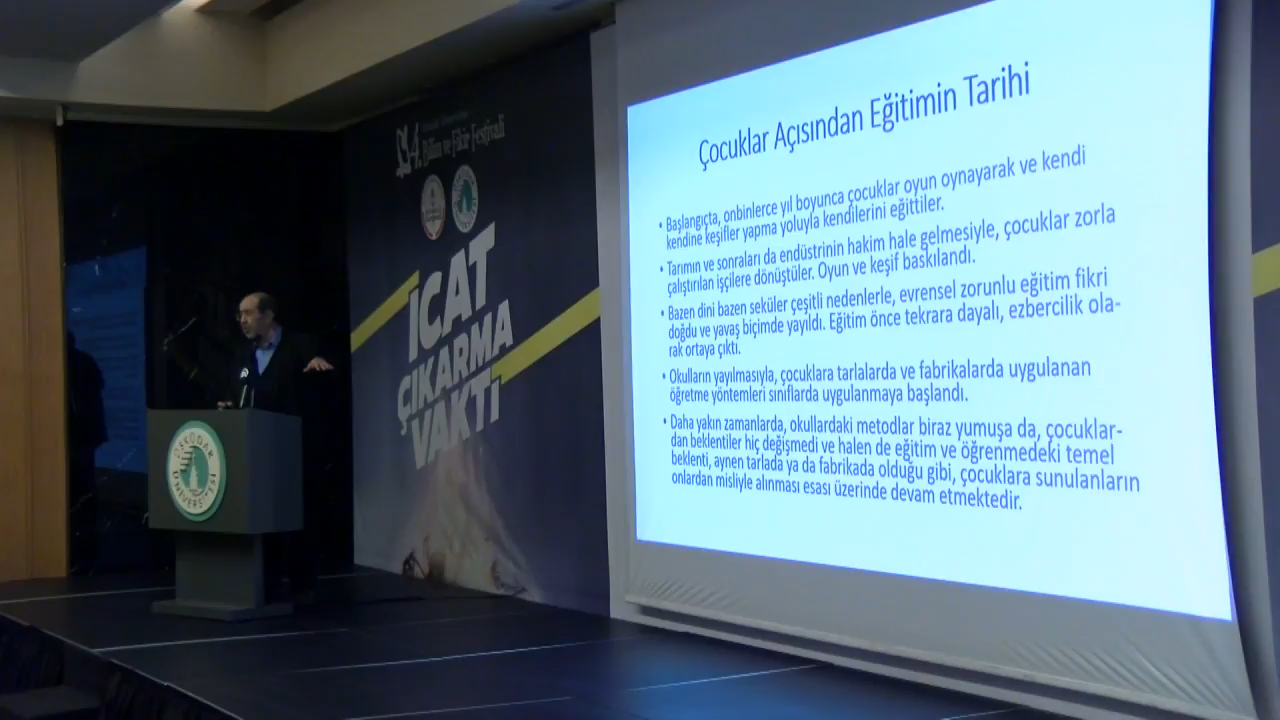 4.
Bilim ve Fikir Festivali
İCAT
ÇIKARMA
VAKTİ
ÜSKÜDAR
ÜNİVERSİTESİ
Çocuklar Açısından Eğitimin Tarihi
• Başlangıçta, onbinlerce yıl boyunca çocuklar oyun oynayarak ve kendi
kendine keşifler yapma yoluyla kendilerini eğittiler.
• Tarımın ve sonraları da endüstrinin hakim hale gelmesiyle, çocuklar zorla
çalıştırılan işçilere dönüştüler. Oyun ve keşif baskılandı.
• Bazen dini bazen seküler çeşitli nedenlerle, evrensel zorunlu eğitim fikri
doğdu ve yavaş biçimde yayıldı. Eğitim önce tekrara dayalı, ezbercilik ola-
rak ortaya çıktı.
• Okulların yayılmasıyla, çocuklara tarlalarda ve fabrikalarda uygulanan
öğretme yöntemleri sınıflarda uygulanmaya başlandı.
• Daha yakın zamanlarda, okullardaki metodlar biraz yumuşa da, çocuklar-
dan beklentiler hiç değişmedi ve halen de eğitim ve öğrenmedeki temel
beklenti, aynen tarlada ya da fabrikada olduğu gibi, çocuklara sunulanların
onlardan misliyle alınması esası üzerinde devam etmektedir.